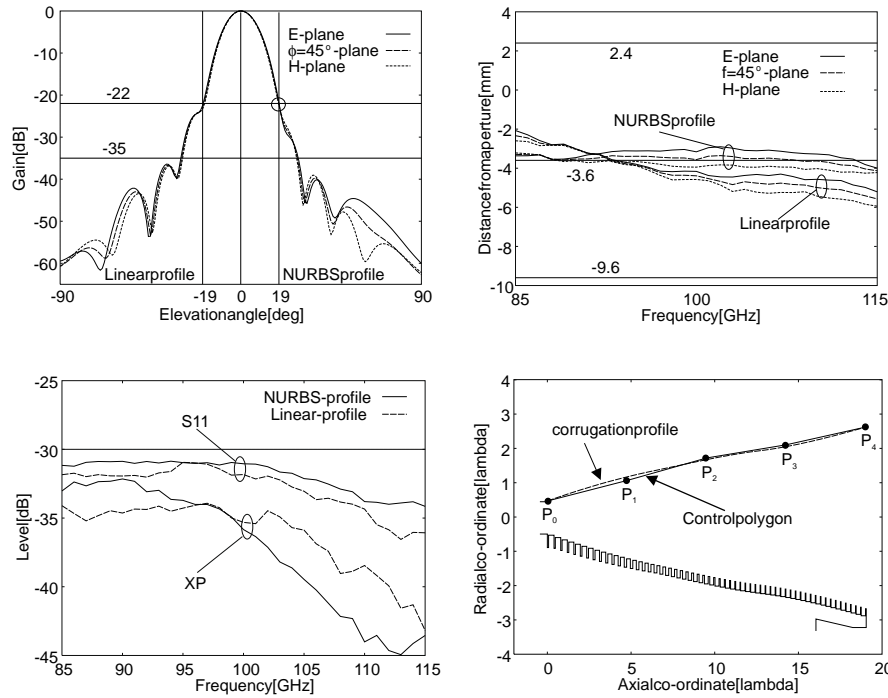 0
-10
-20
-30
-40
-50
-60
Gain[dB]
E-plane
ϕ=45°-plane
H-plane
-22
-35
Linearprofile
NURBSprofile
-90
-19
0
19
90
Elevationangle[deg]
4
2
0
-2
-4
-6
-8
-10
Distancefromaperture[mm]
2.4
E-plane
f=45°-plane
H-plane
NURBSprofile
-3.6
Linearprofile
-9.6
85
100
115
Frequency[GHz]
-25
-30
-35
-40
-45
Level[dB]
NURBS-profile
Linear-profile
S11
XP
85
90
95
100
105
110
115
Frequency[GHz]
4
3
2
1
0
-1
-2
-3
-4
Radialco-ordinate[lambda]
corrugationprofile
P0
P1
P2
P3
P4
Controlpolygon
0
5
10
15
20
Axialco-ordinate[lambda]